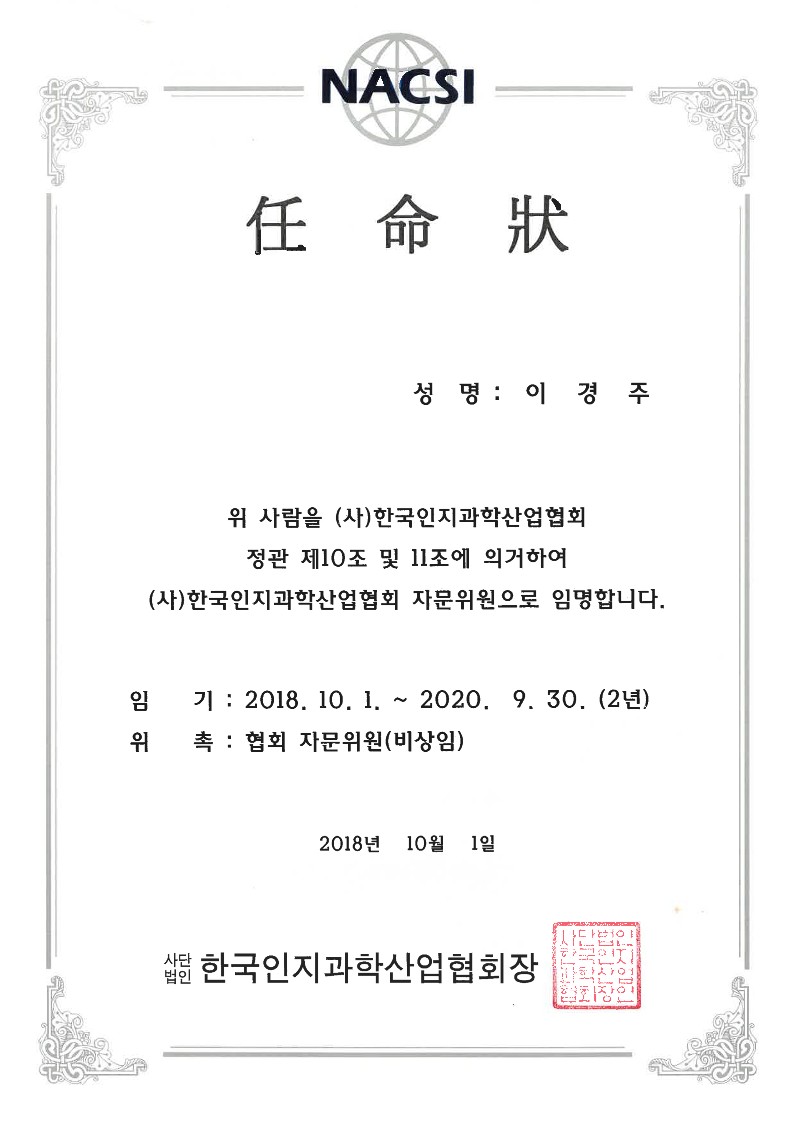 NACSI
任 命 狀
성 명 : 이 경 주
위 사람을 (사)한국인지과학산업협회
정관 제10조 및 11조에 의거하여
(사)한국인지과학산업협회 자문위원으로 임명합니다.
임 기 : 2018. 10. 1. ~ 2020. 9. 30. (2년)
위 촉 : 협회 자문위원(비상임)
2018년 10월 1일
사단법인 한국인지과학산업협회장
사단법인
한국인지
과학산업
협회장인